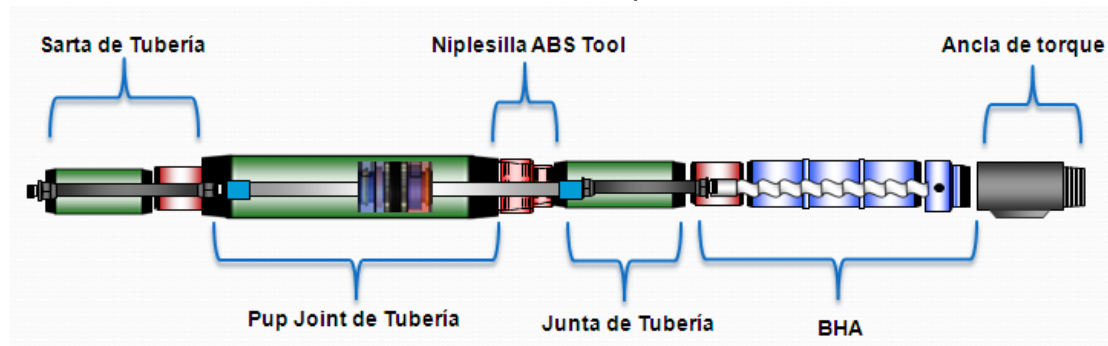 Sarta de Tubería
Niplesilla ABS Tool
Ancla de torque
Pup Joint de Tubería
Junta de Tubería
BHA